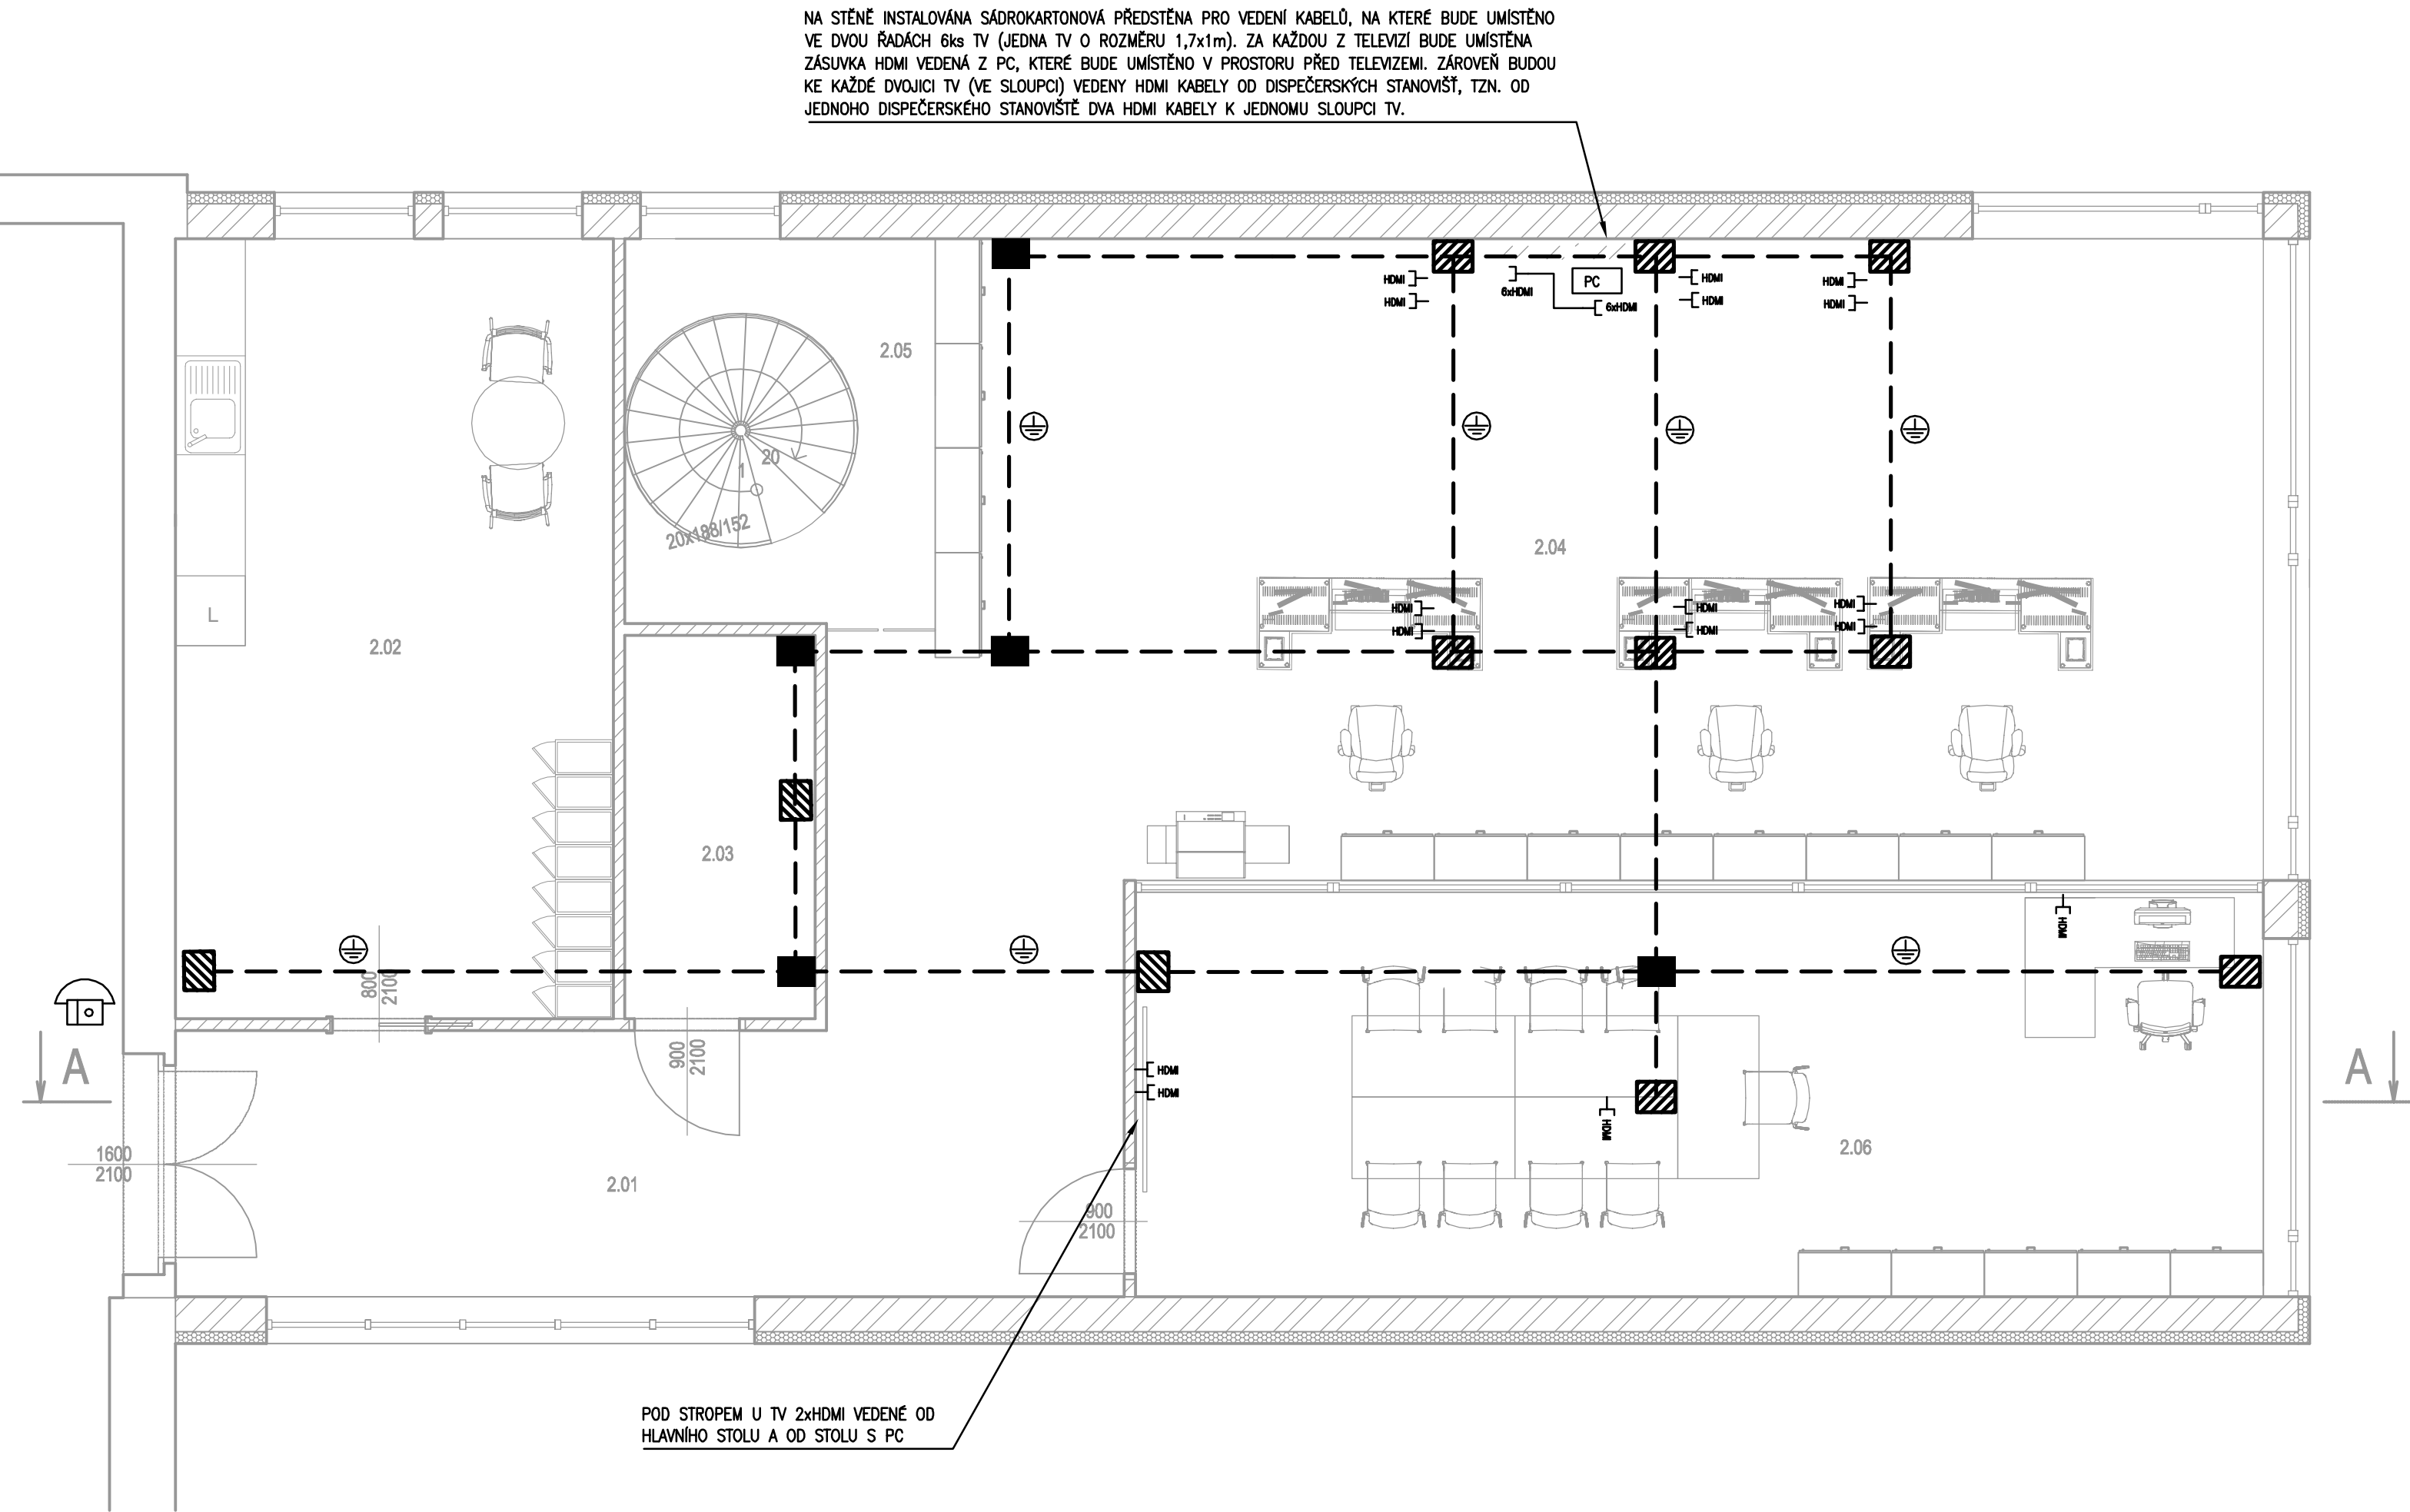 NA STĚNĚ INSTALOVÁNA SÁDROKARTONOVÁ PŘEDSTĚNA PRO VEDENÍ KABELŮ, NA KTERÉ BUDE UMÍSTĚNO
VE DVOU ŘADÁCH 6ks TV (JEDNA TV O ROZMĚRU 1,7x1m). ZA KAŽDOU Z TELEVIZÍ BUDE UMÍSTĚNA
ZÁSUVKA HDMI VEDENÁ Z PC, KTERÉ BUDE UMÍSTĚNO V PROSTORU PŘED TELEVIZEMI. ZÁROVEŇ BUDOU
KE KAŽDÉ DVOJICI TV (VE SLOUPCI) VEDENY HDMI KABELY OD DISPEČERSKÝCH STANOVIŠŤ, TZN. OD
JEDNOHO DISPEČERSKÉHO STANOVIŠTĚ DVA HDMI KABELY K JEDNOMU SLOUPCI TV.
HDMI
HDMI
6xHDMI
PC
6xHDMI
HDMI
HDMI
HDMI
HDMI
2.05
20
1
20x188/152
2.04
L
2.02
HDMI
HDMI
HDMI
HDMI
HDMI
HDMI
2.03
HDMI
800
2100
900
2100
A
A
HDMI
HDMI
HDMI
1600
2100
2.01
900
2100
2.06
POD STROPEM U TV 2xHDMI VEDENÉ OD
HLAVNÍHO STOLU A OD STOLU S PC